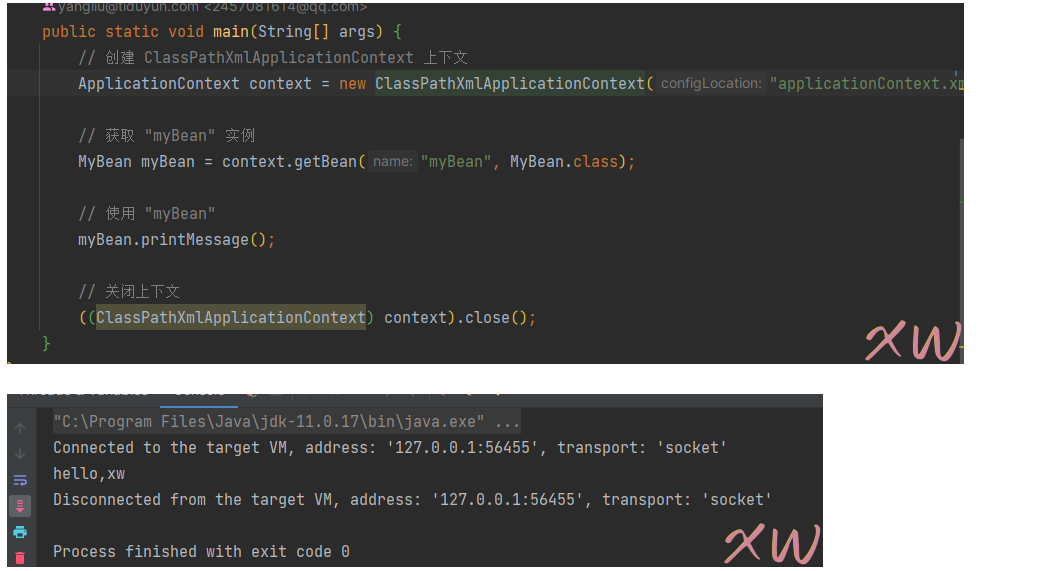 yangliu@tiduyun.com <2457081614@qq.com>
public static void main(String[] args) {
// 创建 ClassPathXmlApplicationContext 上下文
ApplicationContext context = new ClassPathXmlApplicationContext( configLocation: "applicationContext.xm
// 获取 "myBean" 实例
MyBean myBean = context.getBean( name: "myBean", MyBean.class);
// 使用 "myBean"
myBean.printMessage();
// 关闭上下文
((ClassPathXmlApplicationContext) context).close();
}
xw
"C:\Program Files\Java\jdk-11.0.17\bin\java.exe" ...
Connected to the target VM, address: '127.0.0.1:56455', transport: 'socket'
hello,xw
Disconnected from the target VM, address: '127.0.0.1:56455', transport: 'socket'
Process finished with exit code 0
xw